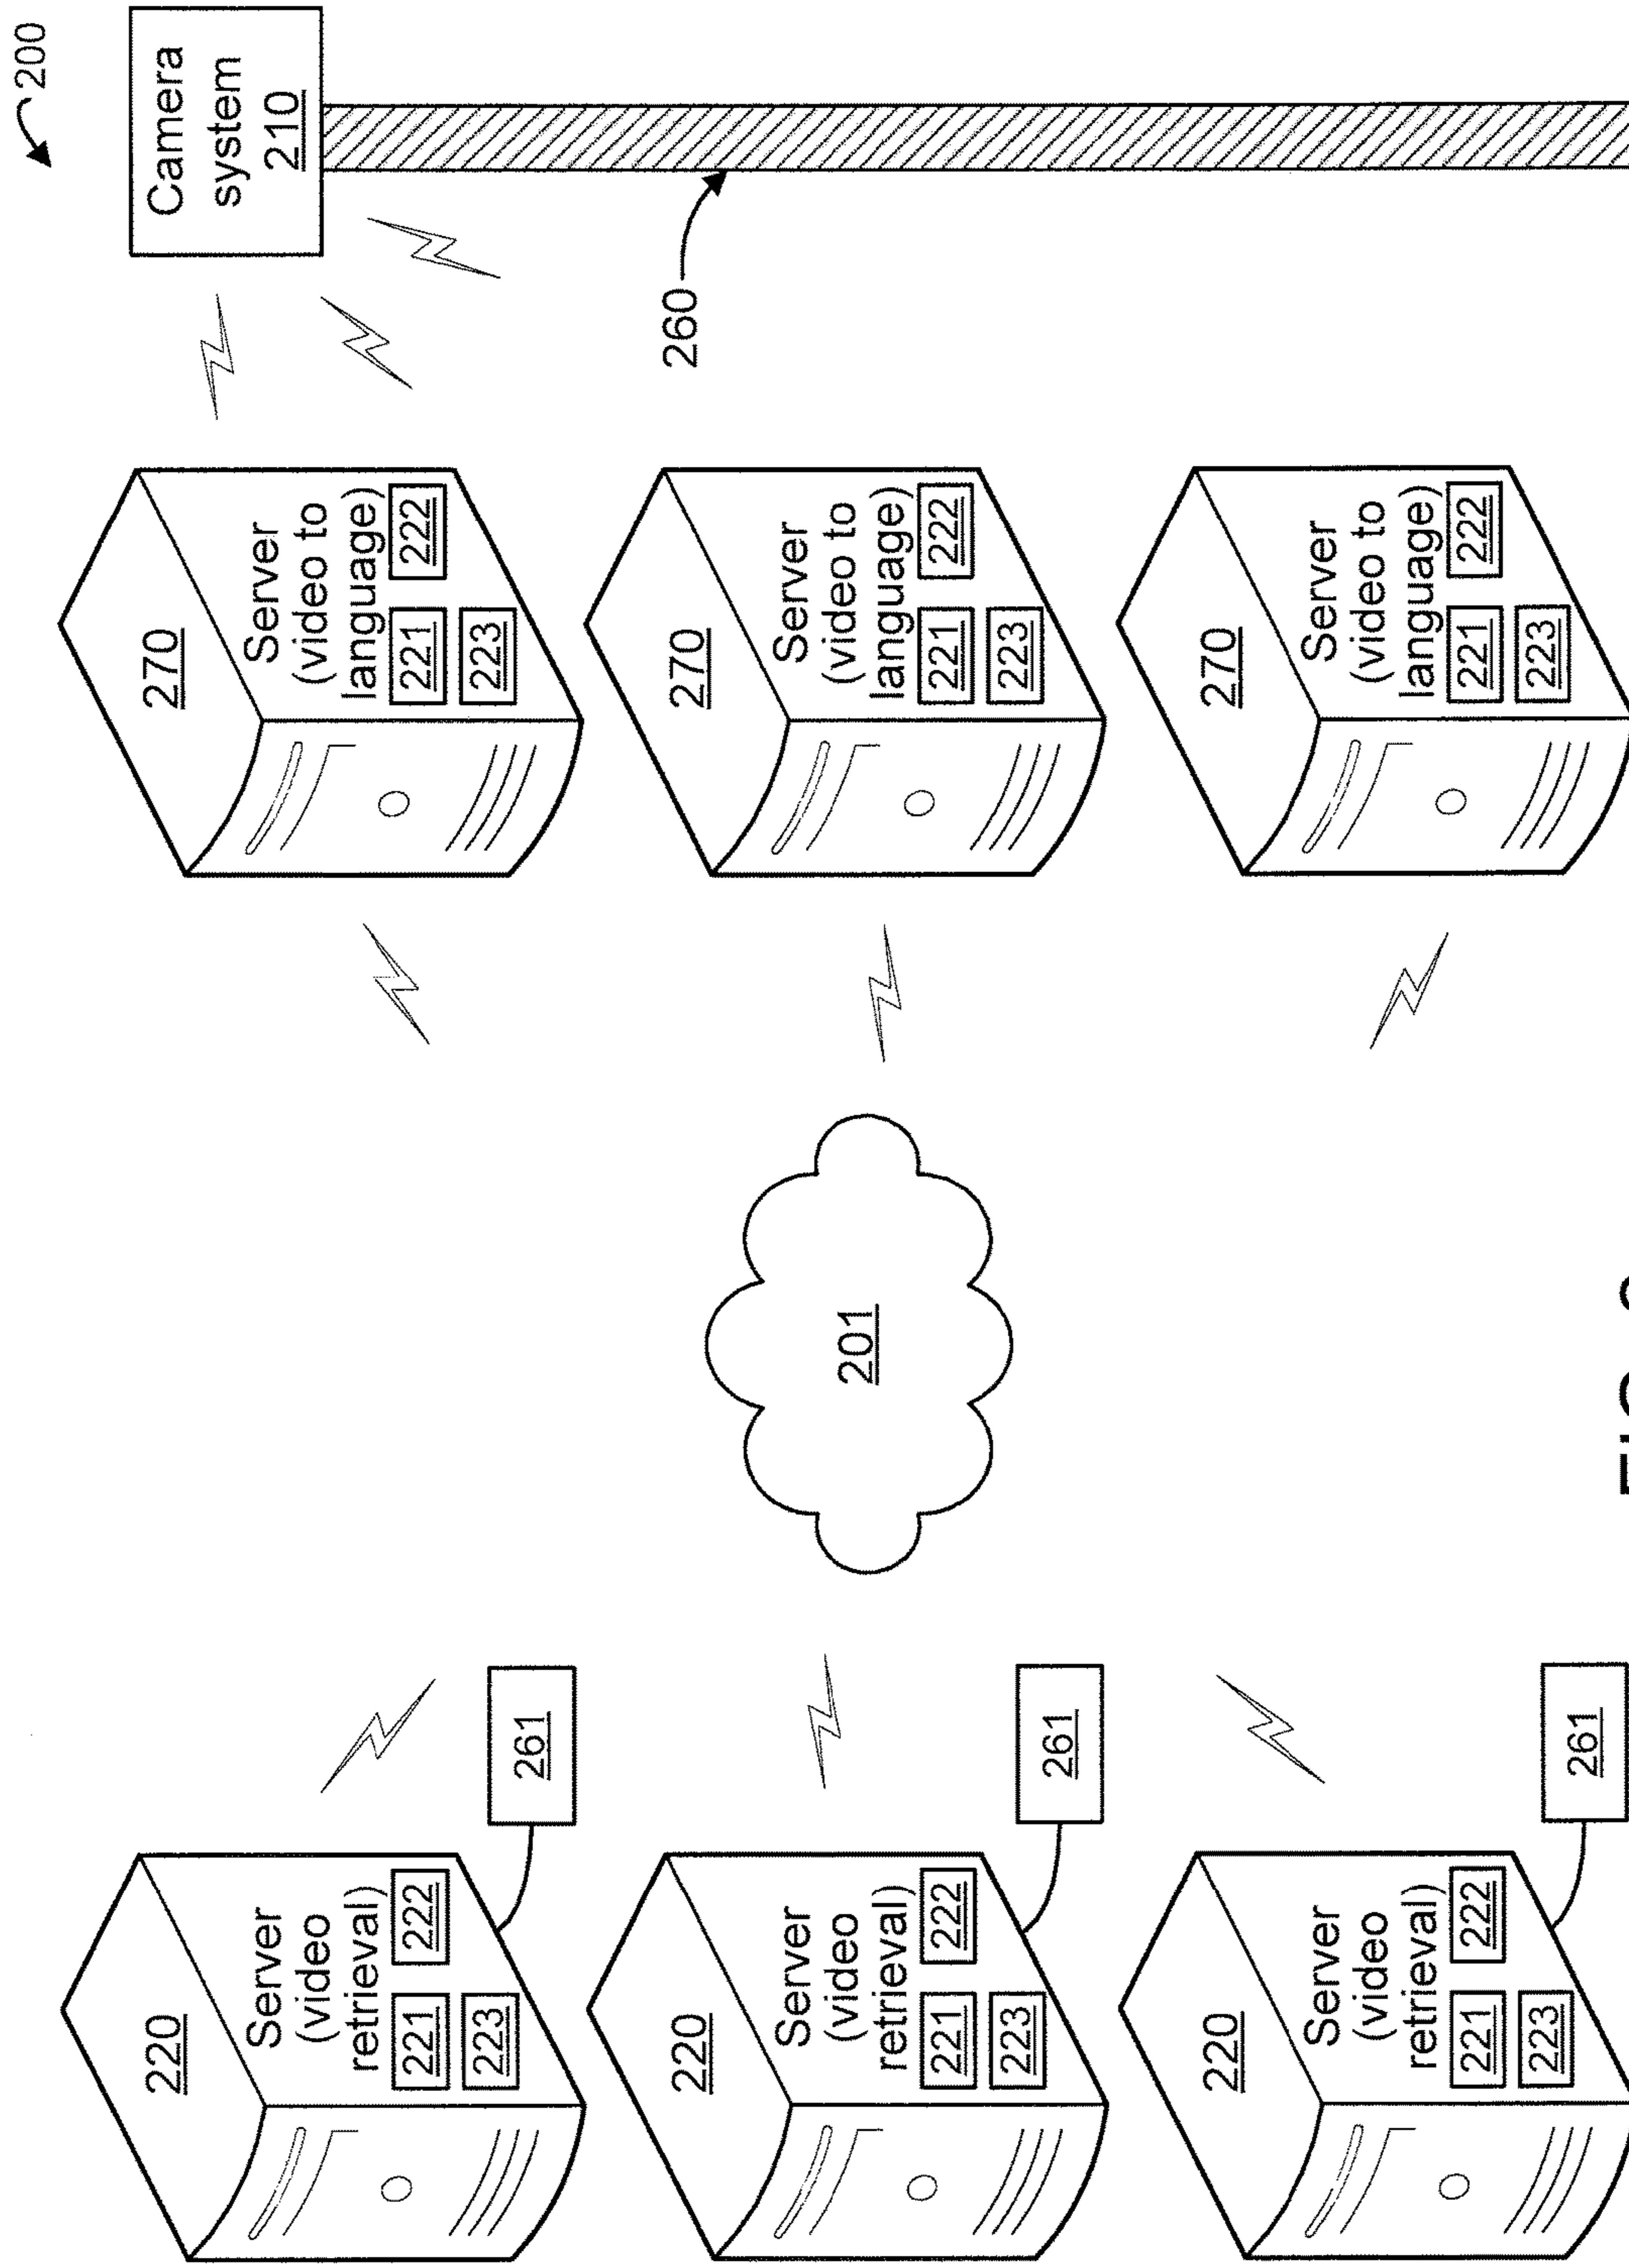 200
Camera
system
210
220
Server
(video
retrieval)
221 222
223
261
270
Server
(video to
language)
221 222
223
220
Server
(video
retrieval)
221 222
223
261
201
270
Server
(video to
language)
221 222
223
260
220
Server
(video
retrieval)
221 222
223
261
270
Server
(video to
language)
221 222
223